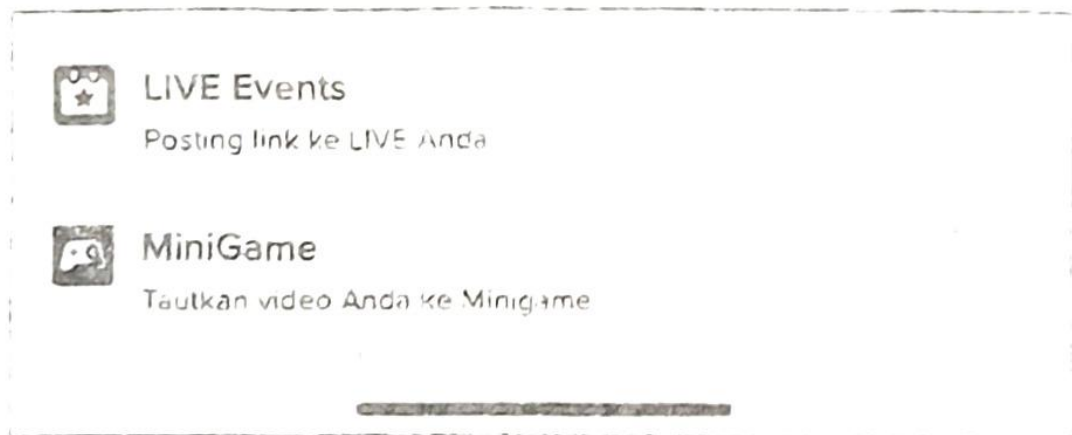 LIVE Events
Posting link ke LIVE Anda
MiniGame
Tautkan video Anda ke Minigame